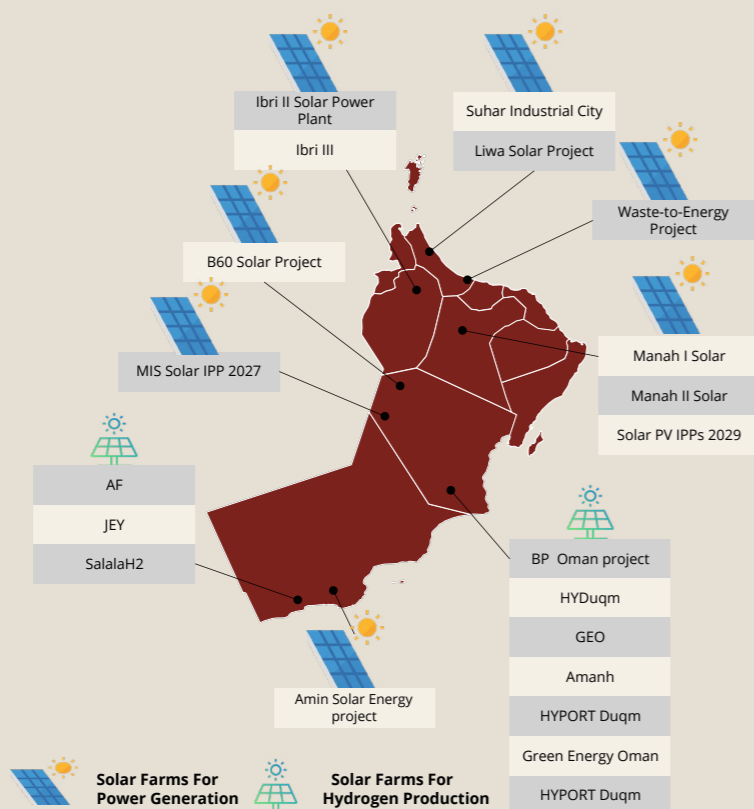 Ibri II Solar Power
Plant
Ibri III
Suhar Industrial City
Liwa Solar Project
Waste-to-Energy
Project
B60 Solar Project
MIS Solar IPP 2027
Manah I Solar
Manah II Solar
Solar PV IPPs 2029
AF
JEY
SalalaH2
BP Oman project
HYDuqm
GEO
Amanh
HYPORT Duqm
Green Energy Oman
HYPORT Duqm
Amin Solar Energy
project
Solar Farms For
Power Generation
Solar Farms For
Hydrogen Production